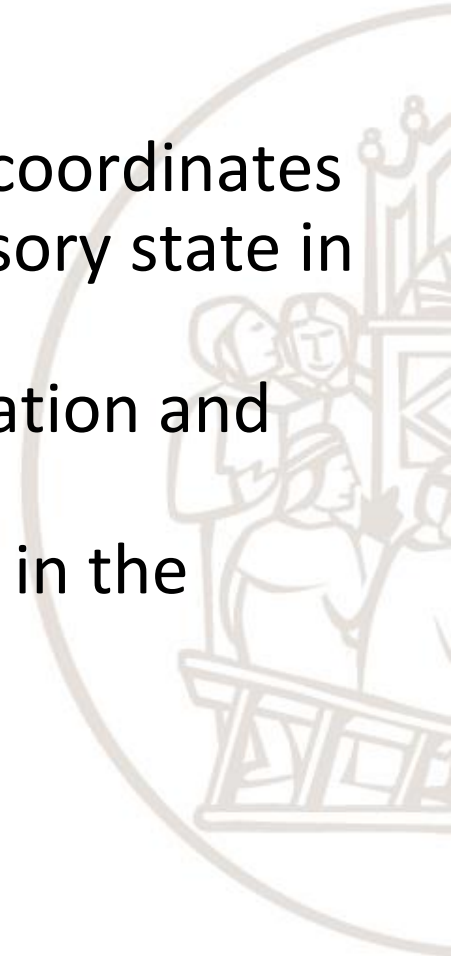 coordinates
sory state in
ation and
in the